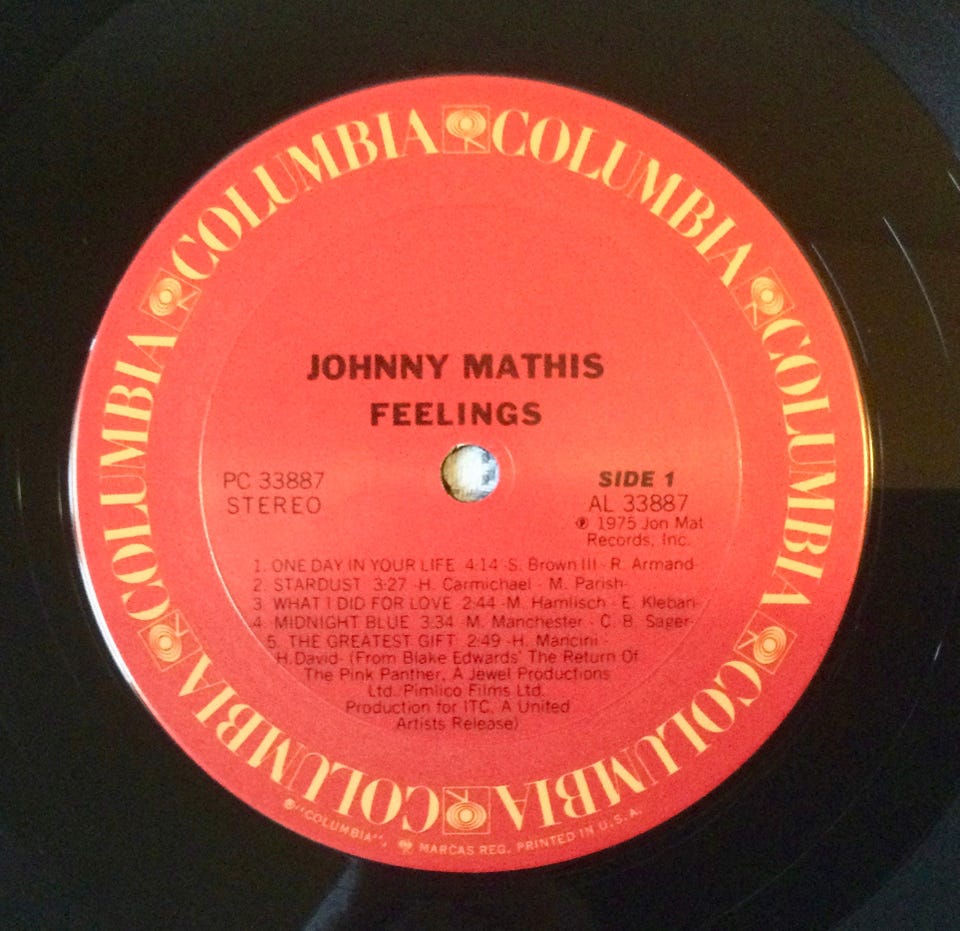 COLUMBIA COLUMBIA COLUMBIA COLUMBIA COLUMBIA COLUMBIA COLUMBIA
JOHNNY MATHIS
FEELINGS
PC 33887
STEREO
SIDE 1
AL 33887
℗ 1975 Jon Mat
Records, Inc.
1. ONE DAY IN YOUR LIFE 4:14 -S. Brown III - R. Armand-
2. STARDUST 3:27 -H. Carmichael - M. Parish-
3. WHAT I DID FOR LOVE 2:44 -M. Hamlisch - E. Kleban-
4. MIDNIGHT BLUE 3:34 -M. Manchester - C. B. Sager-
5. THE GREATEST GIFT 2:49 -H. Mancini -
H. David- (From Blake Edwards' The Return Of
The Pink Panther, A Jewel Productions
Ltd./Pimlico Films Ltd.
Production for ITC, A United
Artists Release)
®"COLUMBIA", MARCAS REG. PRINTED IN U.S.A.